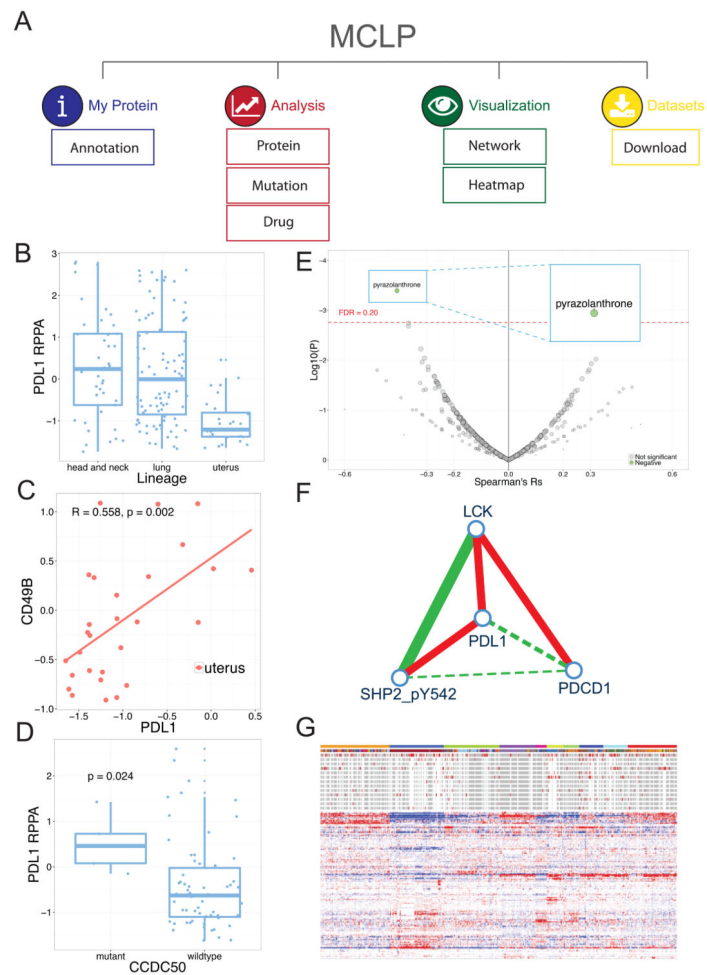 A
MCLP
My Protein
Analysis
Visualization
Datasets
Annotation
Protein
Network
Download
Mutation
Heatmap
Drug
B
3
2
1
0
−1
PDL1 RPPA
head and neck
lung
uterus
Lineage
E
−4
−3
−2
−1
0
Log10(P)
pyrazolanthrone
pyrazolanthrone
FDR = 0.20
Not significant
Negative
−0.6
−0.3
−0.2
0.0
0.2
0.3
0.6
Spearman's Rs
C
R = 0.558, p = 0.002
1.0
0.5
0.0
−0.5
−1.0
CD49B
uterus
−1.5
−1.0
−0.5
0.0
0.5
PDL1
F
LCK
PDL1
SHP2_pY542
PDCD1
D
p = 0.024
2
1
0
−1
PDL1 RPPA
mutant
wildtype
CCDC50
G